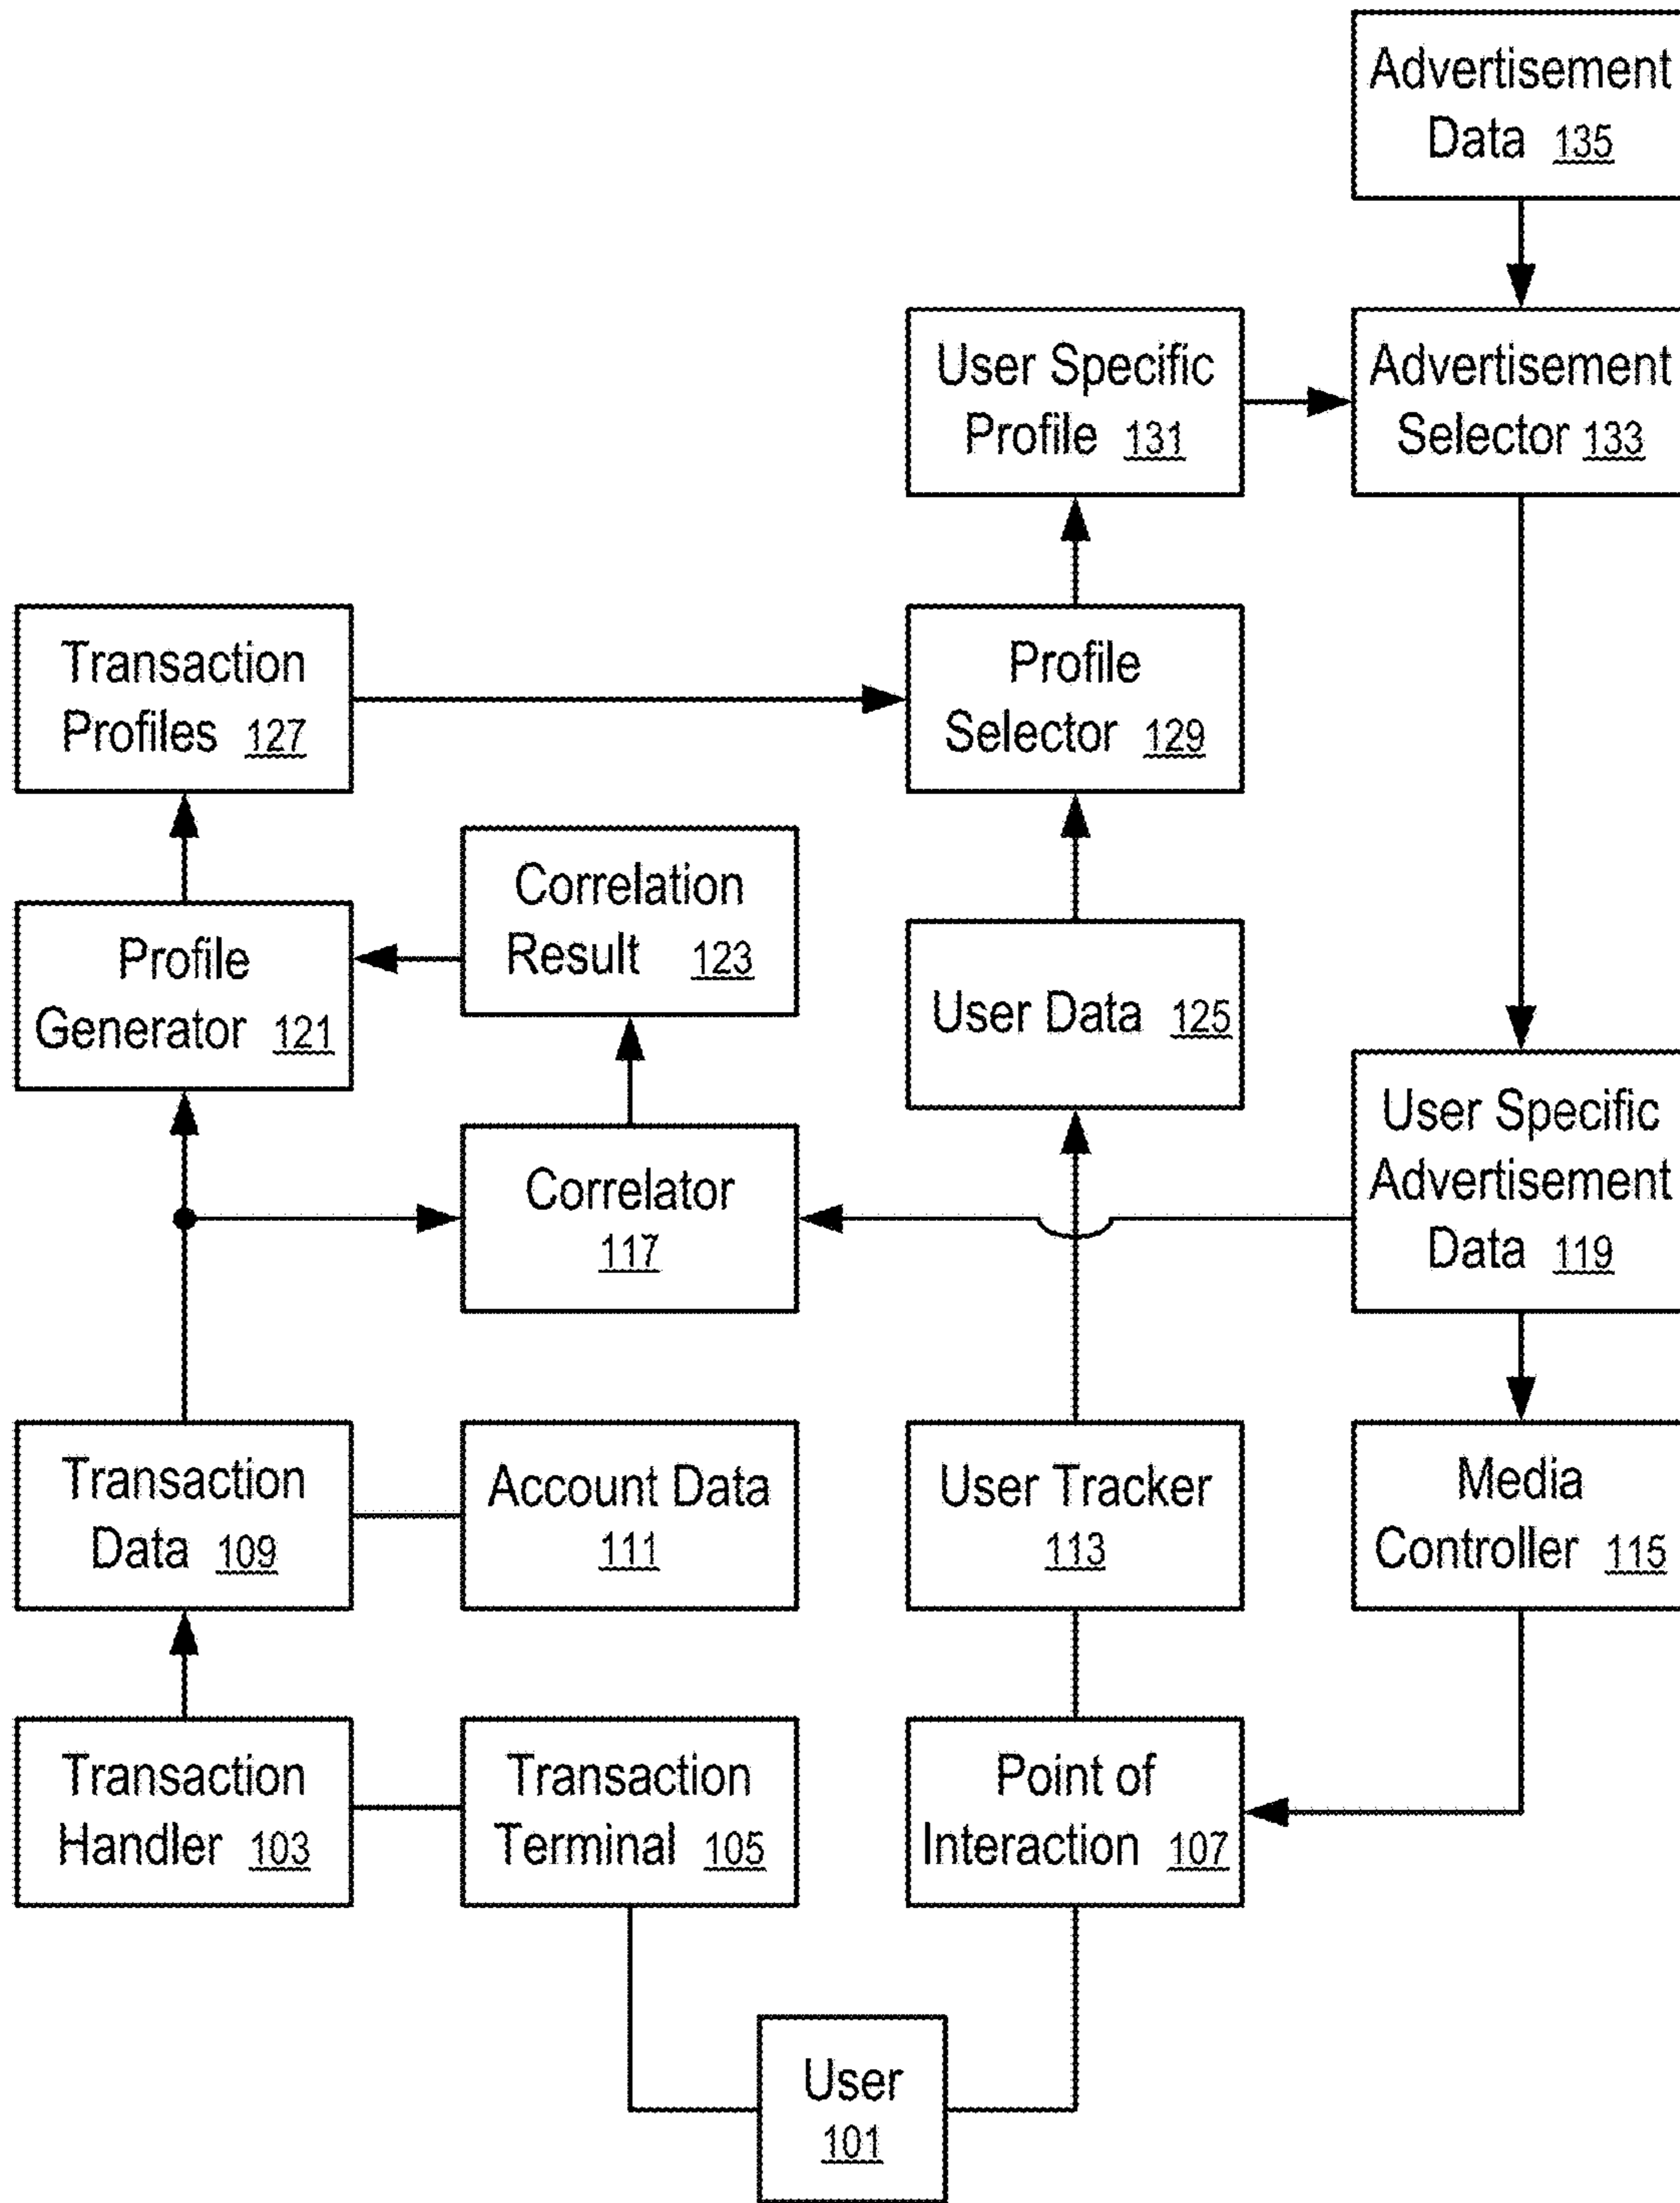 Advertisement
Data 135
User Specific
Profile 131
Advertisement
Selector 133
Transaction
Profiles 127
Profile
Selector 129
Correlation
Result 123
Profile
Generator 121
User Data 125
User Specific
Advertisement
Data 119
Correlator
117
Transaction
Data 109
Account Data
111
User Tracker
113
Media
Controller 115
Transaction
Handler 103
Transaction
Terminal 105
Point of
Interaction 107
User
101